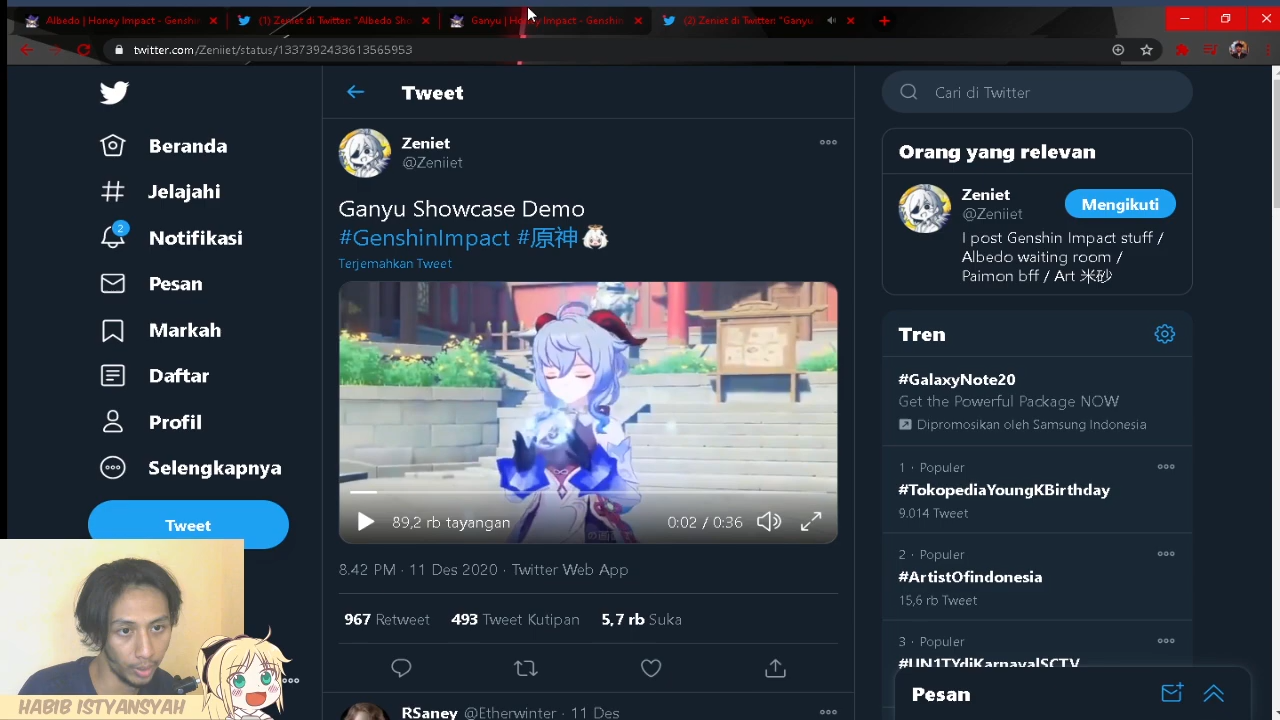 Albedo | Honey Impact - Genshi
(1) Zeniet di Twitter: "Albedo Sho
Ganyu | Honey Impact - Genshin
(2) Zeniet di Twitter: "Ganyu
twitter.com/Zeniiet/status/1337392433613565953
Beranda
Jelajahi
2
Notifikasi
Pesan
Markah
Daftar
Profil
Selengkapnya
Tweet
HABIB ISTYANSYAH
Tweet
Zeniet
@Zeniiet
Ganyu Showcase Demo
#GenshinImpact #原神
Terjemahkan Tweet
89,2 rb tayangan
0:02 / 0:36
8.42 PM · 11 Des 2020 · Twitter Web App
967 Retweet 493 Tweet Kutipan 5,7 rb Suka
RSaney @Etherwinter · 11 Des
Cari di Twitter
Orang yang relevan
Zeniet
@Zeniiet
Mengikuti
I post Genshin Impact stuff /
Albedo waiting room /
Paimon bff / Art 米砂
Tren
#GalaxyNote20
Get the Powerful Package NOW
Dipromosikan oleh Samsung Indonesia
1 · Populer
#TokopediaYoungKBirthday
9.014 Tweet
2 · Populer
#ArtistOfindonesia
15,6 rb Tweet
3 · Populer
#UN1TYdiKarnavalSCTV
Pesan